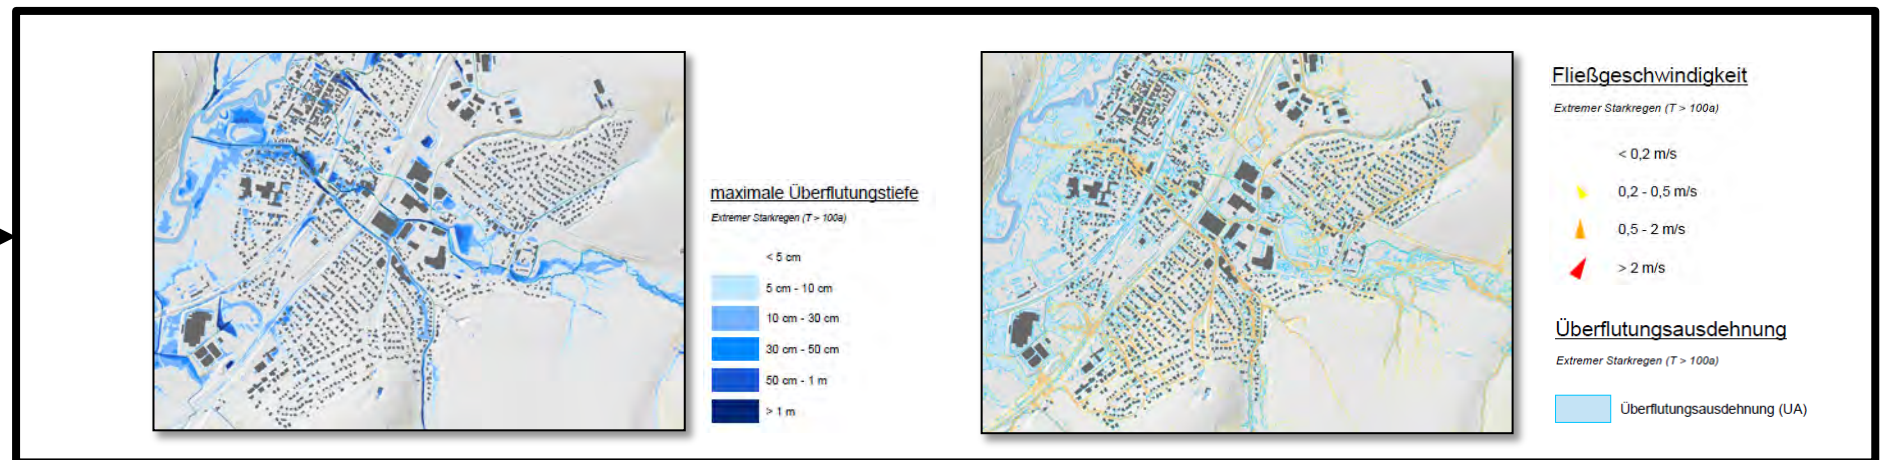 maximale Überflutungstiefe
Extremer Starkregen (T > 100a)
< 5 cm
5 cm - 10 cm
10 cm - 30 cm
30 cm - 50 cm
50 cm - 1 m
> 1 m
Fließgeschwindigkeit
Extremer Starkregen (T > 100a)
< 0,2 m/s
0,2 - 0,5 m/s
0,5 - 2 m/s
> 2 m/s
Überflutungsausdehnung
Extremer Starkregen (T > 100a)
Überflutungsausdehnung (UA)